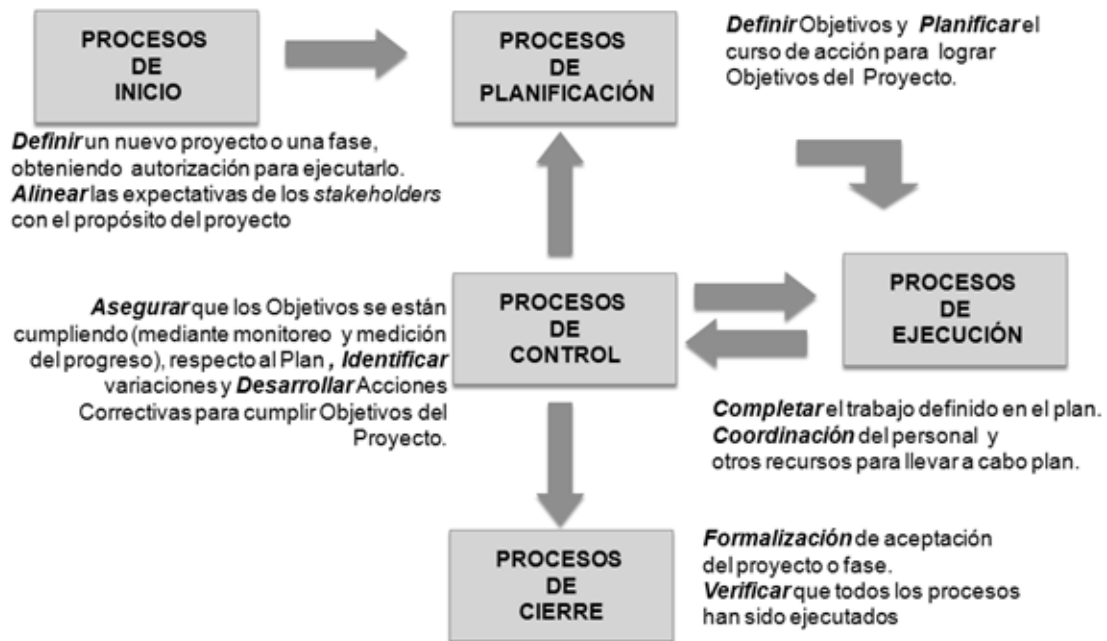 PROCESOS
DE
INICIO
Definir un nuevo proyecto o una fase,
obteniendo autorización para ejecutarlo.
Alinear las expectativas de los stakeholders
con el propósito del proyecto
PROCESOS
DE
PLANIFICACIÓN
Definir Objetivos y Planificar el
curso de acción para lograr
Objetivos del Proyecto.
Asegurar que los Objetivos se están
cumpliendo (mediante monitoreo y medición
del progreso), respecto al Plan , Identificar
variaciones y Desarrollar Acciones
Correctivas para cumplir Objetivos del
Proyecto.
PROCESOS
DE
CONTROL
PROCESOS
DE
EJECUCIÓN
Completar el trabajo definido en el plan.
Coordinación del personal y
otros recursos para llevar a cabo plan.
PROCESOS
DE
CIERRE
Formalización de aceptación
del proyecto o fase.
Verificar que todos los procesos
han sido ejecutados